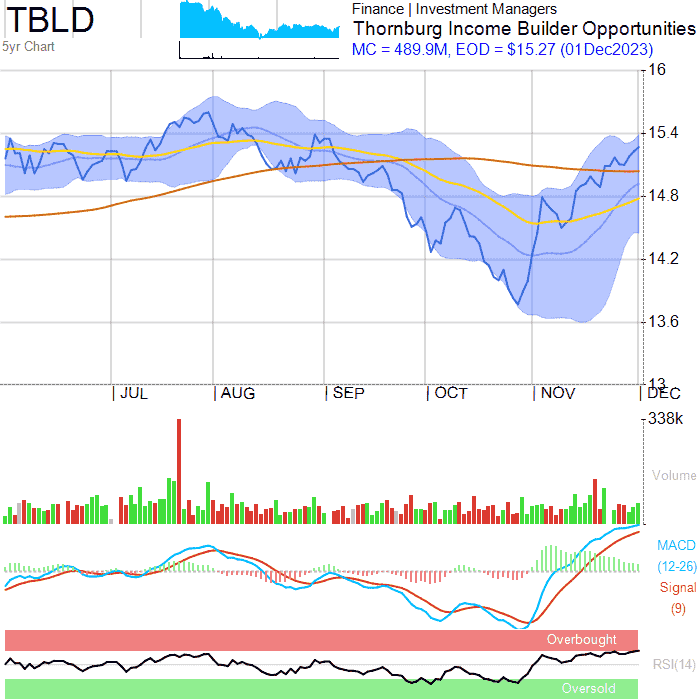 TBLD
5yr Chart
Finance | Investment Managers
Thornburg Income Builder Opportunities
MC = 489.9M, EOD = $15.27 (01Dec2023)
16
15.4
14.8
14.2
13.6
13
JUL
AUG
SEP
OCT
NOV
DEC
338k
Volume
MACD
(12-26)
Signal
(9)
Overbought
RSI(14)
Oversold